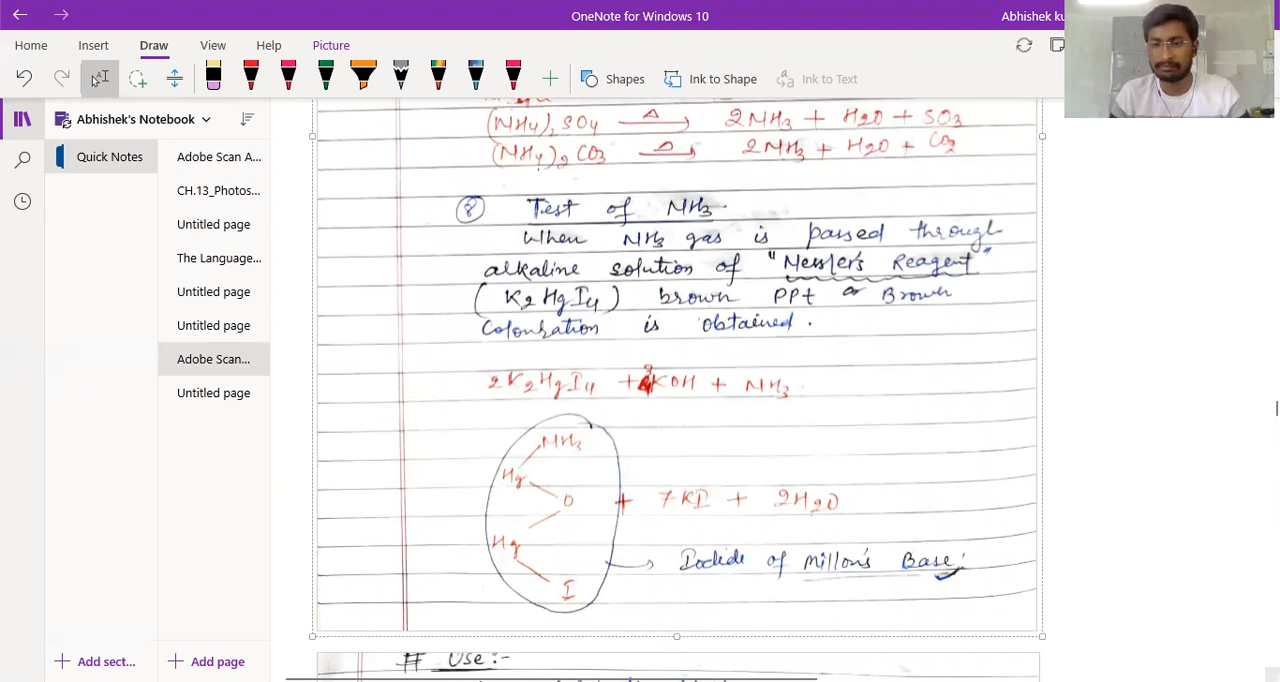 OneNote for Windows 10
Abhishek ku
Home Insert Draw View Help Picture
Shapes Ink to Shape Ink to Text
Abhishek's Notebook
Quick Notes
Adobe Scan A...
CH.13_Photos...
Untitled page
The Language...
Untitled page
Untitled page
Adobe Scan...
Untitled page
Add sect...
Add page
(NH4)2SO4 —Δ→ 2NH3 + H2O + SO3
(NH4)2CO3 —Δ→ 2NH3 + H2O + CO2
⑧ Test of NH3.
When NH3 gas is passed through
alkaline solution of "Nessler's Reagent"
(K2HgI4) brown PPt or Brown
Colouration is obtained.
2K2HgI4 + 3KOH + NH3
NH3
Hg
O + 7KI + 2H2O
Hg
→ Iodide of Millon's Base.
I
# Use:-